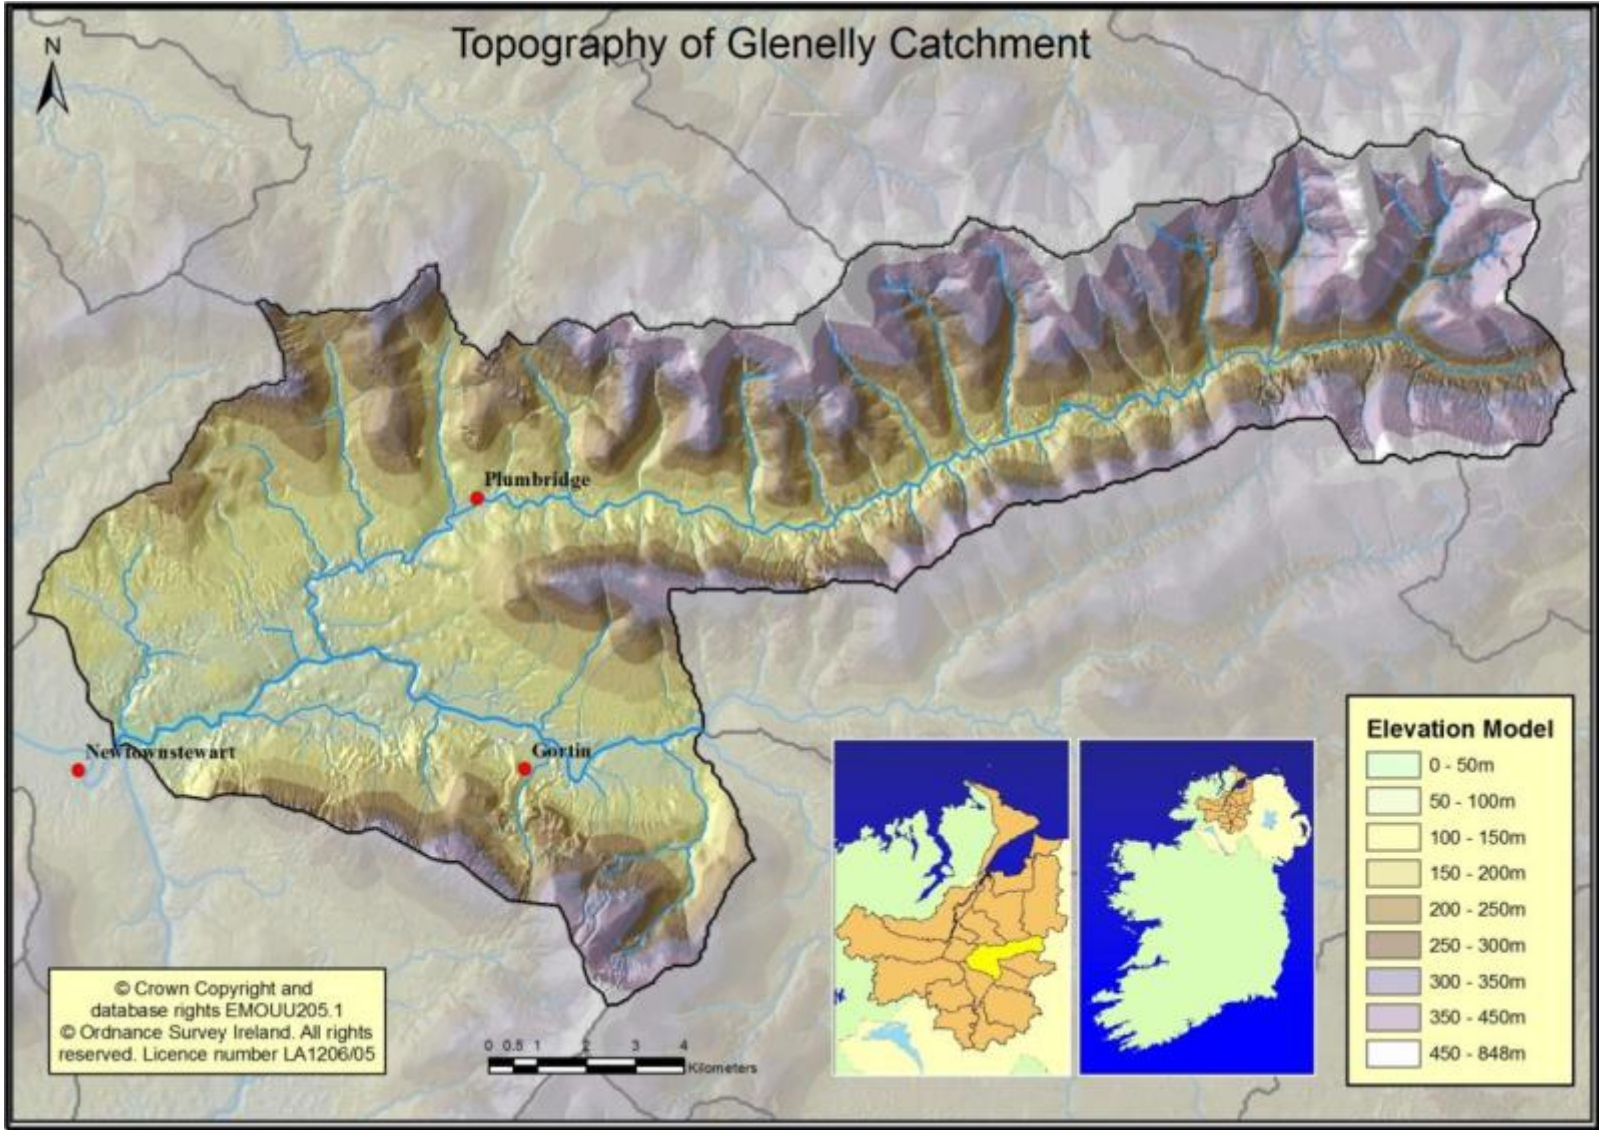 Topography of Glenelly Catchment
N
Plumbridge
Newtownstewart
Gortin
Elevation Model
0 - 50m
50 - 100m
100 - 150m
150 - 200m
200 - 250m
250 - 300m
300 - 350m
350 - 450m
450 - 848m
© Crown Copyright and
database rights EMOUU205.1
© Ordnance Survey Ireland. All rights
reserved. Licence number LA1206/05
0 0.5 1 2 3 4
Kilometers